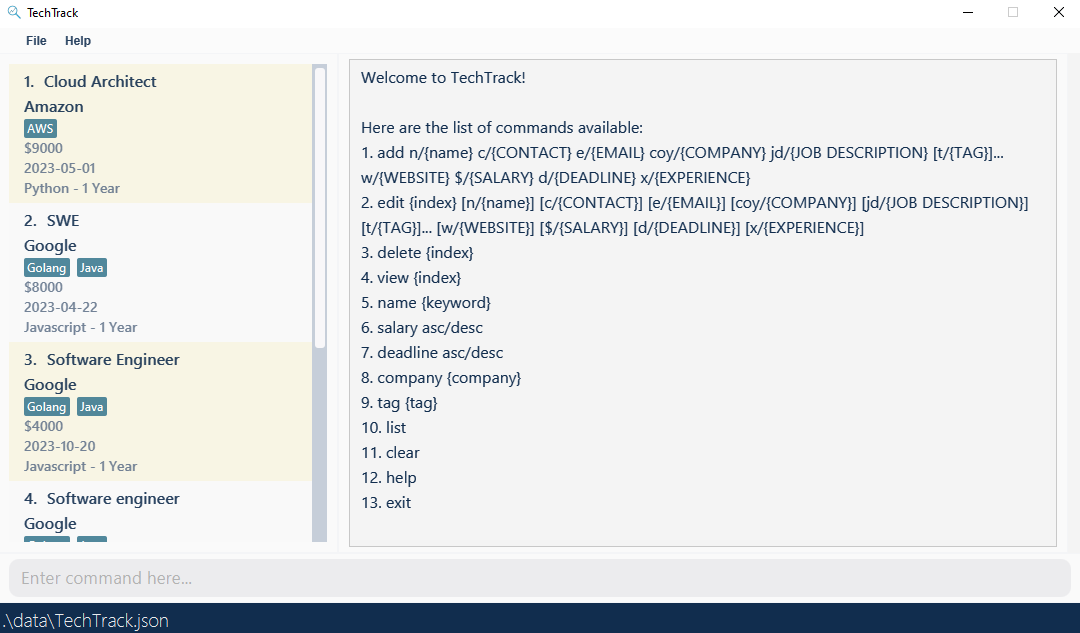 TechTrack
File Help
1. Cloud Architect
Amazon
AWS
$9000
2023-05-01
Python - 1 Year
2. SWE
Google
Golang Java
$8000
2023-04-22
Javascript - 1 Year
3. Software Engineer
Google
Golang Java
$4000
2023-10-20
Javascript - 1 Year
4. Software engineer
Google
Welcome to TechTrack!
Here are the list of commands available:
1. add n/{name} c/{CONTACT} e/{EMAIL} coy/{COMPANY} jd/{JOB DESCRIPTION} [t/{TAG}]...
w/{WEBSITE} $/{SALARY} d/{DEADLINE} x/{EXPERIENCE}
2. edit {index} [n/{name}] [c/{CONTACT}] [e/{EMAIL}] [coy/{COMPANY}] [jd/{JOB DESCRIPTION}]
[t/{TAG}]... [w/{WEBSITE}] [$/{SALARY}] [d/{DEADLINE}] [x/{EXPERIENCE}]
3. delete {index}
4. view {index}
5. name {keyword}
6. salary asc/desc
7. deadline asc/desc
8. company {company}
9. tag {tag}
10. list
11. clear
12. help
13. exit
Enter command here...
.\data\TechTrack.json